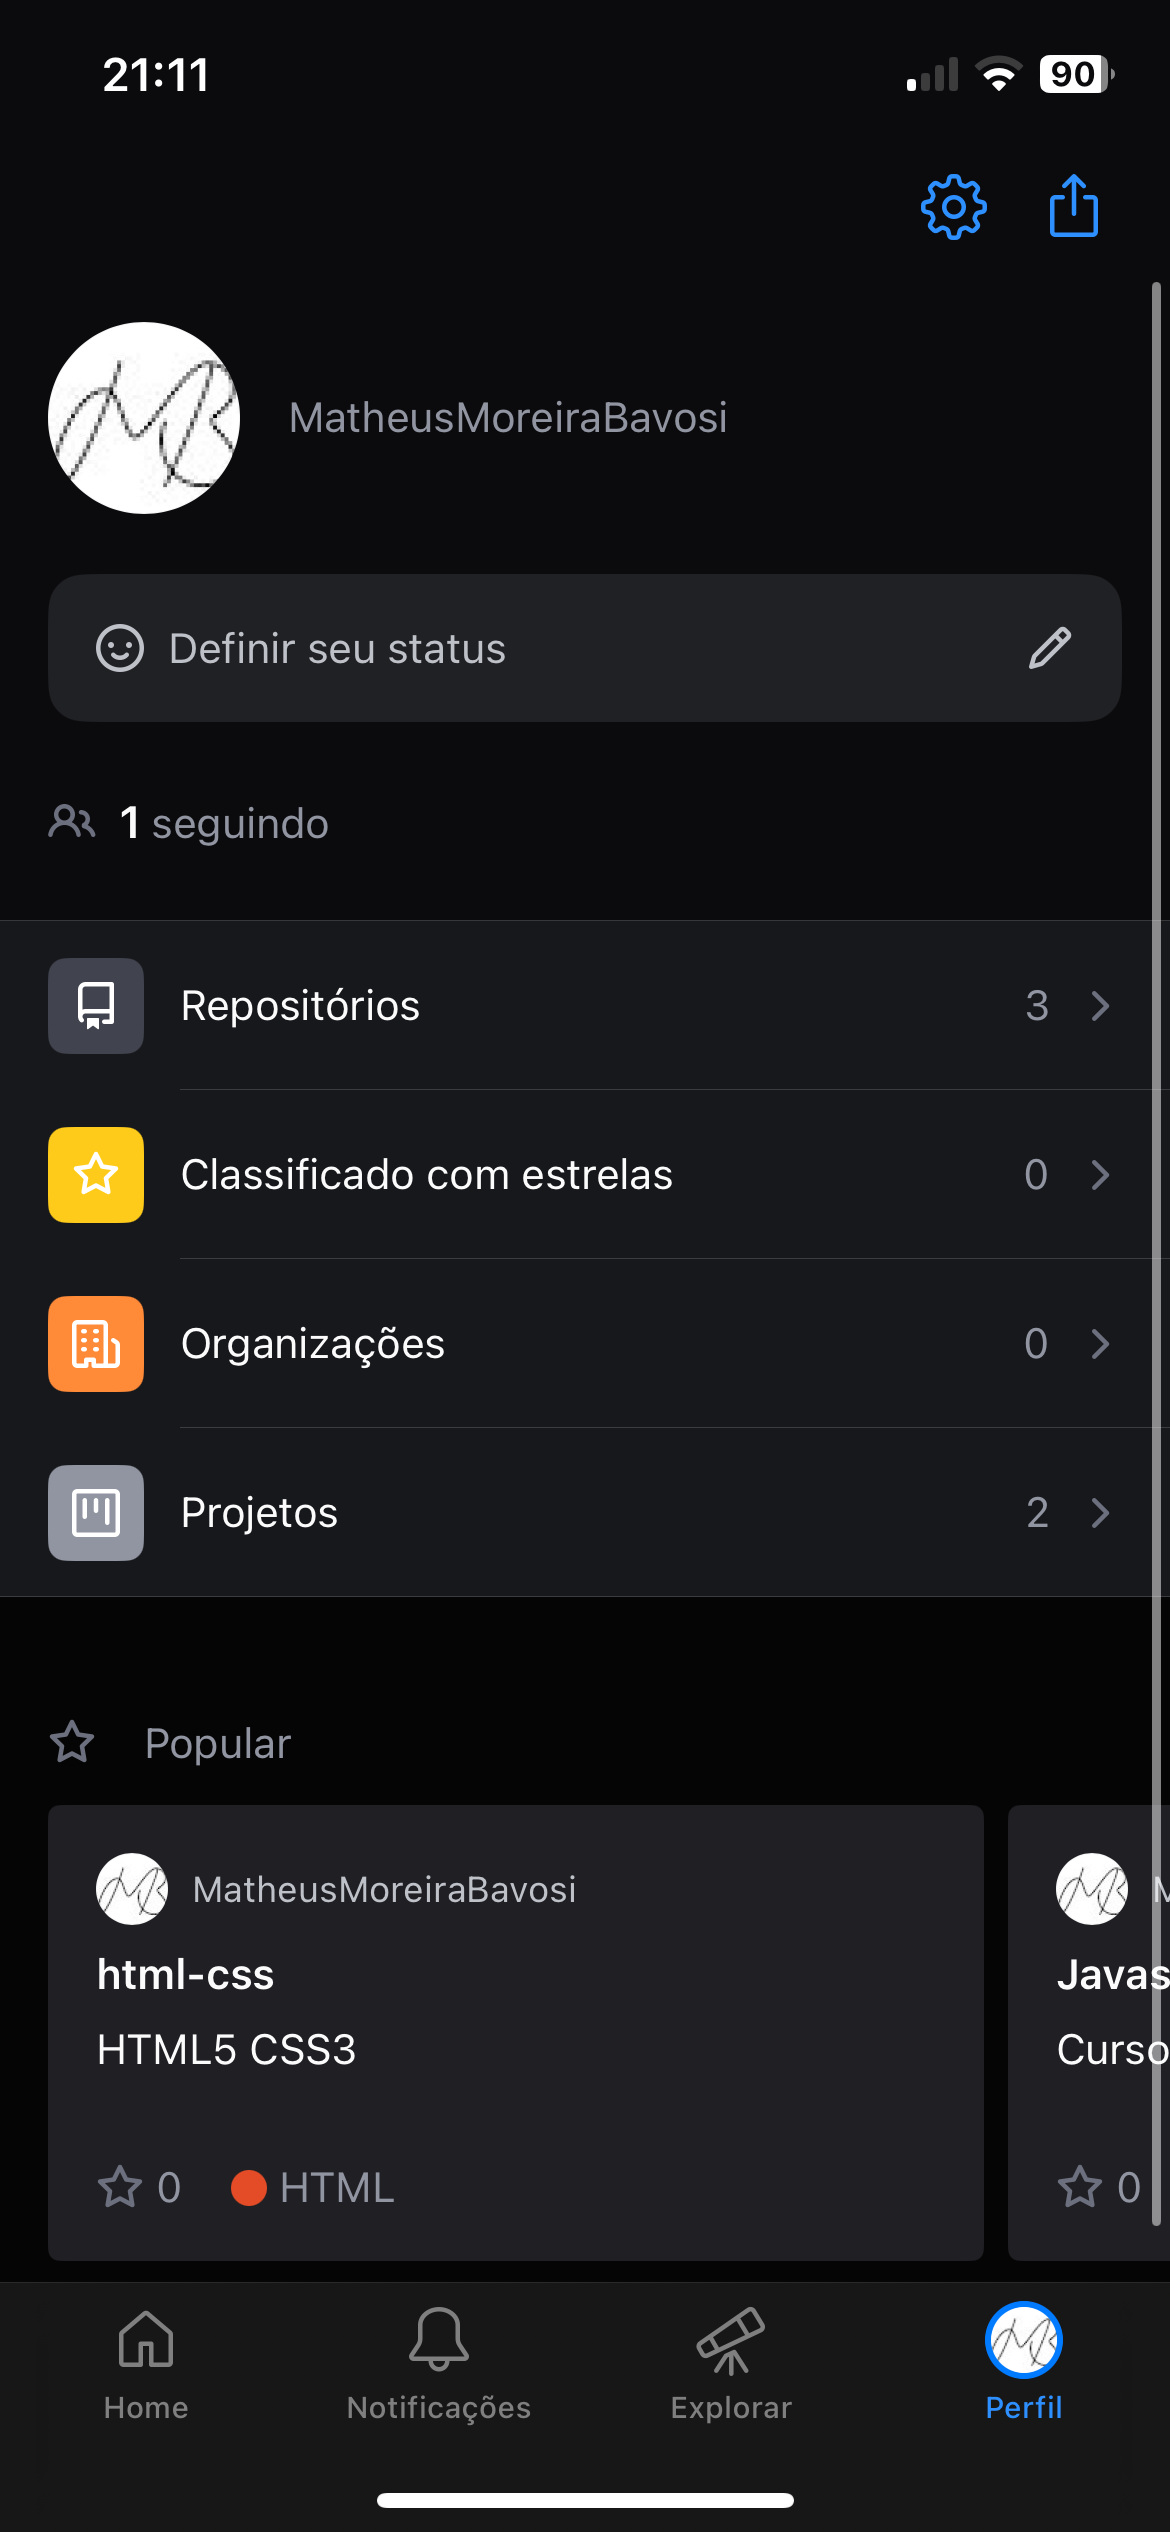 21:11
90
MatheusMoreiraBavosi
Definir seu status
1 seguindo
Repositórios 3
Classificado com estrelas 0
Organizações 0
Projetos 2
Popular
MatheusMoreiraBavosi
html-css
HTML5 CSS3
0 HTML
Javas
Curso
0
Home
Notificações
Explorar
Perfil